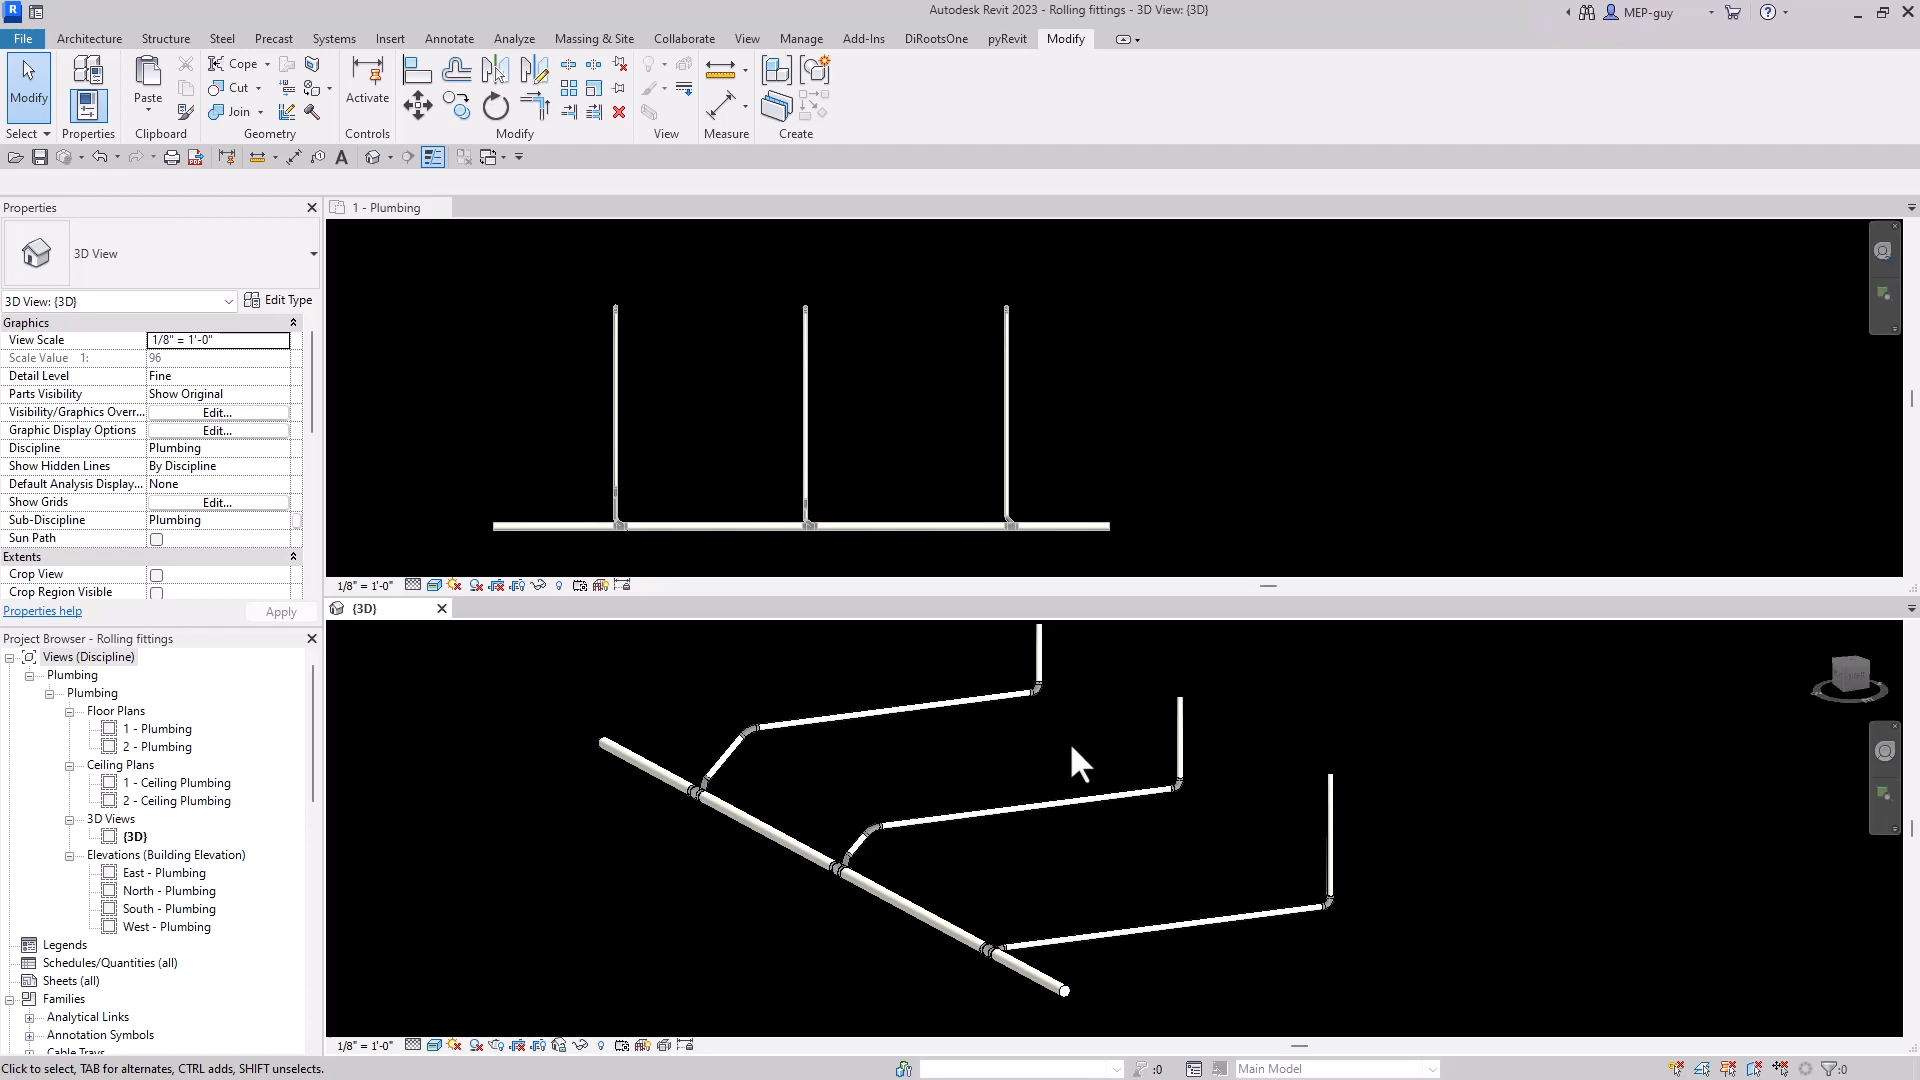 R
Autodesk Revit 2023 - Rolling fittings - 3D View: {3D}
MEP-guy
File Architecture Structure Steel Precast Systems Insert Annotate Analyze Massing & Site Collaborate View Manage Add-Ins DiRootsOne pyRevit Modify
Cope
Cut
Join
Modify
Paste
Activate
Select Properties Clipboard Geometry Controls Modify View Measure Create
Properties
1 - Plumbing
3D View
3D View: {3D} Edit Type
Graphics
View Scale 1/8" = 1'-0"
Scale Value 1: 96
Detail Level Fine
Parts Visibility Show Original
Visibility/Graphics Overr... Edit...
Graphic Display Options Edit...
Discipline Plumbing
Show Hidden Lines By Discipline
Default Analysis Display... None
Show Grids Edit...
Sub-Discipline Plumbing
Sun Path
Extents
Crop View
Crop Region Visible
Properties help Apply
1/8" = 1'-0"
{3D}
Project Browser - Rolling fittings
Views (Discipline)
Plumbing
Plumbing
Floor Plans
1 - Plumbing
2 - Plumbing
Ceiling Plans
1 - Ceiling Plumbing
2 - Ceiling Plumbing
3D Views
{3D}
Elevations (Building Elevation)
East - Plumbing
North - Plumbing
South - Plumbing
West - Plumbing
Legends
Schedules/Quantities (all)
Sheets (all)
Families
Analytical Links
Annotation Symbols
Cable Trays
1/8" = 1'-0"
Click to select, TAB for alternates, CTRL adds, SHIFT unselects.
:0
Main Model
:0